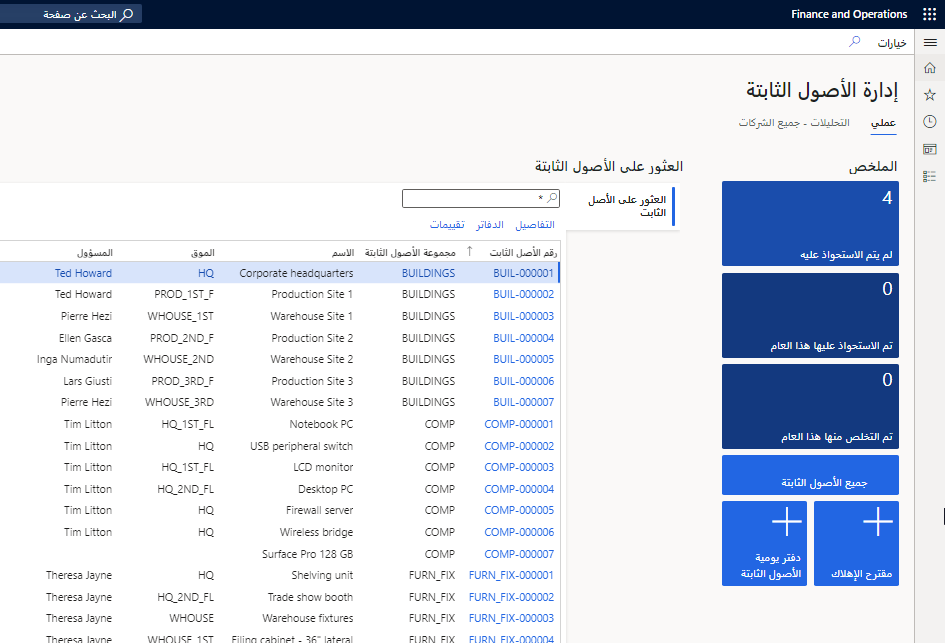 Finance and Operations
البحث عن صفحة
خيارات
إدارة الأصول الثابتة
عملي
التحليلات - جميع الشركات
الملخص
4
لم يتم الاستحواذ عليه
0
تم الاستحواذ عليها هذا العام
0
تم التخلص منها هذا العام
جميع الأصول الثابتة
مقترح الإهلاك
دفتر يومية
الأصول الثابتة
العثور على الأصول الثابتة
العثور على الأصل
الثابت
*
التفاصيل الدفاتر تقييمات
رقم الأصل الثابت مجموعة الأصول الثابتة الاسم الموق المسؤول
BUIL-000001 BUILDINGS Corporate headquarters HQ Ted Howard
BUIL-000002 BUILDINGS Production Site 1 PROD_1ST_F Ted Howard
BUIL-000003 BUILDINGS Warehouse Site 1 WHOUSE_1ST Pierre Hezi
BUIL-000004 BUILDINGS Production Site 2 PROD_2ND_F Ellen Gasca
BUIL-000005 BUILDINGS Warehouse Site 2 WHOUSE_2ND Inga Numadutir
BUIL-000006 BUILDINGS Production Site 3 PROD_3RD_F Lars Giusti
BUIL-000007 BUILDINGS Warehouse Site 3 WHOUSE_3RD Pierre Hezi
COMP-000001 COMP Notebook PC HQ_1ST_FL Tim Litton
COMP-000002 COMP USB peripheral switch HQ Tim Litton
COMP-000003 COMP LCD monitor HQ_1ST_FL Tim Litton
COMP-000004 COMP Desktop PC HQ_2ND_FL Tim Litton
COMP-000005 COMP Firewall server HQ Tim Litton
COMP-000006 COMP Wireless bridge HQ Tim Litton
COMP-000007 COMP Surface Pro 128 GB
FURN_FIX-000001 FURN_FIX Shelving unit HQ Theresa Jayne
FURN_FIX-000002 FURN_FIX Trade show booth HQ_2ND_FL Theresa Jayne
FURN_FIX-000003 FURN_FIX Warehouse fixtures WHOUSE Theresa Jayne
FURN_FIX-000004 FURN_FIX Filing cabinet - 36" lateral WHOUSE_1ST Theresa Jayne